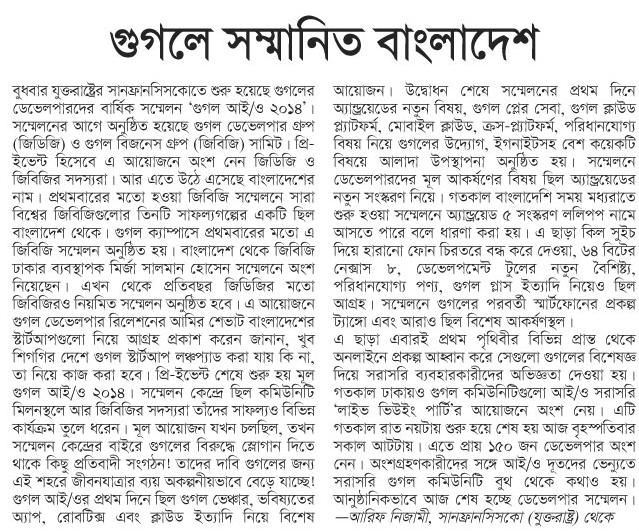 গুগলে সম্মানিত বাংলাদেশ
বুধবার যুক্তরাষ্ট্রের সানফ্রানসিসকোতে শুরু হয়েছে গুগলের
ডেভেলপারদের বার্ষিক সম্মেলন ‘গুগল আই/ও ২০১৪’।
সম্মেলনের আগে অনুষ্ঠিত হয়েছে গুগল ডেভেলপার গ্রুপ
(জিডিজি) ও গুগল বিজনেস গ্রুপ (জিবিজি) সামিট। প্রি-
ইভেন্ট হিসেবে এ আয়োজনে অংশ নেন জিডিজি ও
জিবিজির সদস্যরা। আর এতে উঠে এসেছে বাংলাদেশের
নাম। প্রথমবারের মতো হওয়া জিবিজি সম্মেলনে সারা
বিশ্বের জিবিজিগুলোর তিনটি সাফল্যগল্পের একটি ছিল
বাংলাদেশ থেকে। গুগল ক্যাম্পাসে প্রথমবারের মতো এ
জিবিজি সম্মেলন অনুষ্ঠিত হয়। বাংলাদেশ থেকে জিবিজি
ঢাকার ব্যবস্থাপক মির্জা সালমান হোসেন সম্মেলনে অংশ
নিয়েছেন। এখন থেকে প্রতিবছর জিডিজির মতো
জিবিজিরও নিয়মিত সম্মেলন অনুষ্ঠিত হবে। এ আয়োজনে
গুগল ডেভেলপার রিলেশনের আমির শেভাট বাংলাদেশের
স্টার্টআপগুলো নিয়ে আগ্রহ প্রকাশ করেন জানান, খুব
শিগগির দেশে গুগল স্টার্টআপ লঞ্চপ্যাড করা যায় কি না,
তা নিয়ে কাজ করা হবে। প্রি-ইভেন্ট শেষে শুরু হয় মূল
গুগল আই/ও ২০১৪। সম্মেলন কেন্দ্রে ছিল কমিউনিটি
মিলনস্থলে আর জিবিজির সদস্যরা তাঁদের সাফল্যও বিভিন্ন
কার্যক্রম তুলে ধরেন। মূল আয়োজন যখন চলছিল, তখন
সম্মেলন কেন্দ্রের বাইরে গুগলের বিরুদ্ধে স্লোগান দিতে
থাকে কিছু প্রতিবাদী সংগঠন! তাদের দাবি গুগলের জন্য
এই শহরে জীবনযাত্রার ব্যয় অকল্পনীয়ভাবে বেড়ে যাচ্ছে!
গুগল আই/ওর প্রথম দিনে ছিল গুগল ভেঞ্চার, ভবিষ্যতের
অ্যাপ, রোবটিক্স এবং ক্লাউড ইত্যাদি নিয়ে বিশেষ
আয়োজন। উদ্বোধন শেষে সম্মেলনের প্রথম দিনে
অ্যান্ড্রয়েডের নতুন বিষয়, গুগল প্লের সেবা, গুগল ক্লাউড
প্ল্যাটফর্ম, মোবাইল ক্লাউড, ক্রস-প্ল্যাটফর্ম, পরিধানযোগ্য
বিষয় নিয়ে গুগলের উদ্যোগ, ইগনাইটসহ বেশ কয়েকটি
বিষয়ে আলাদা উপস্থাপনা অনুষ্ঠিত হয়। সম্মেলনে
ডেভেলপারদের মূল আকর্ষণের বিষয় ছিল অ্যান্ড্রয়েডের
নতুন সংস্করণ নিয়ে। গতকাল বাংলাদেশি সময় মধ্যরাতে
শুরু হওয়া সম্মেলনে অ্যান্ড্রয়েড ৫ সংস্করণ ললিপপ নামে
আসতে পারে বলে ধারণা করা হয়। এ ছাড়া কিল সুইচ
দিয়ে হারানো ফোন চিরতরে বন্ধ করে দেওয়া, ৬৪ বিটের
নেক্সাস ৮, ডেভেলপমেন্ট টুলের নতুন বৈশিষ্ট্য,
পরিধানযোগ্য পণ্য, গুগল গ্লাস ইত্যাদি নিয়েও ছিল
আগ্রহ। সম্মেলনে গুগলের পরবর্তী স্মার্টফোনের প্রকল্প
ট্যাঙ্গো এবং আরাও ছিল বিশেষ আকর্ষণস্থল।
এ ছাড়া এবারই প্রথম পৃথিবীর বিভিন্ন প্রান্ত থেকে
অনলাইনে প্রকল্প আহ্বান করে সেগুলো গুগলের বিশেষজ্ঞ
দিয়ে সরাসরি ব্যবহারকারীদের অভিজ্ঞতা দেওয়া হয়।
গতকাল ঢাকায়ও গুগল কমিউনিটিগুলো আই/ও সরাসরি
‘লাইভ ভিউইং পার্টি’র আয়োজনে অংশ নেয়। এটি
গতকাল রাত নয়টায় শুরু হয়ে শেষ হয় আজ বৃহস্পতিবার
সকাল আটটায়। এতে প্রায় ১৫০ জন ডেভেলপার অংশ
নেন। অংশগ্রহণকারীদের সঙ্গে আই/ও দূতদের ভেন্যুতে
সরাসরি গুগল কমিউনিটি বুথ থেকে কথাও হয়।
আনুষ্ঠানিকভাবে আজ শেষ হচ্ছে ডেভেলপার সম্মেলন।
—আরিফ নিজামী, সানফ্রানসিসকো (যুক্তরাষ্ট্র) থেকে